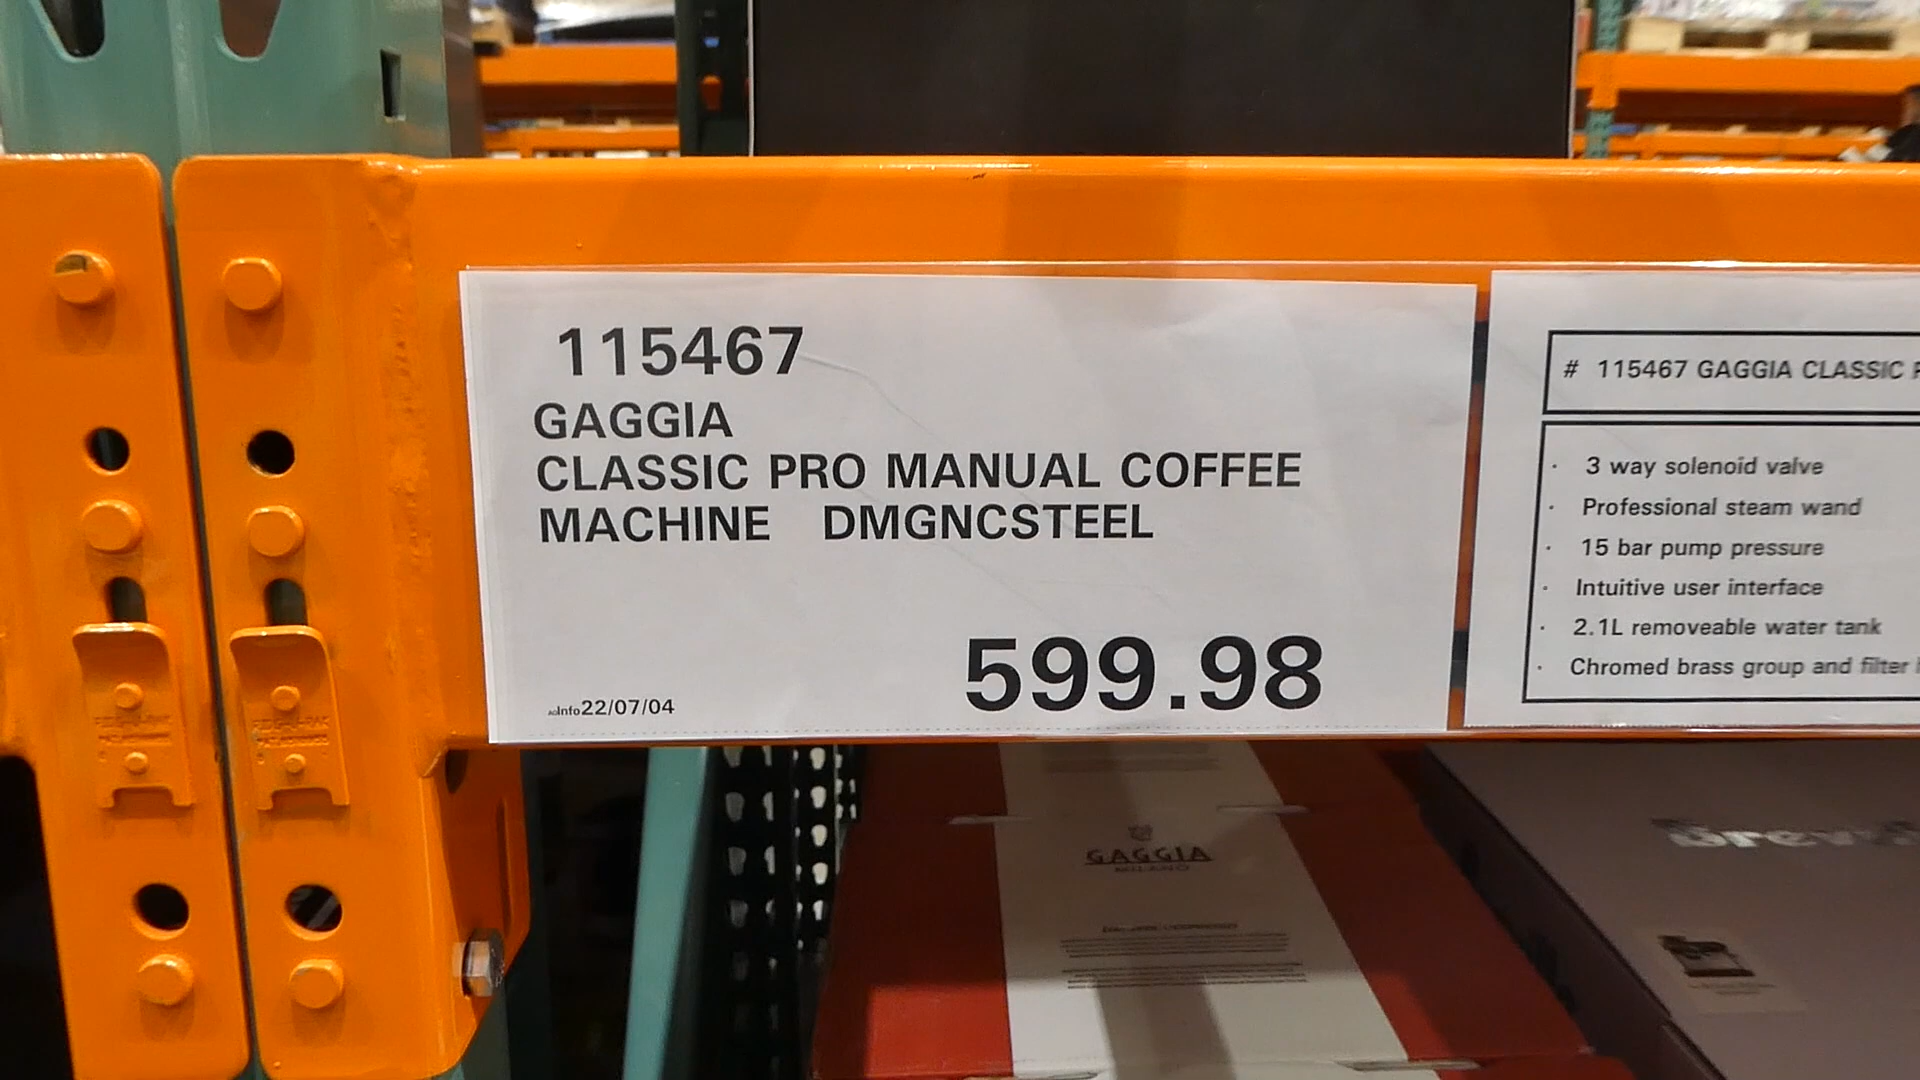 115467
GAGGIA
CLASSIC PRO MANUAL COFFEE
MACHINE DMGNCSTEEL
599.98
22/07/04
# 115467 GAGGIA CLASSIC
· 3 way solenoid valve
· Professional steam wand
· 15 bar pump pressure
· Intuitive user interface
· 2.1L removeable water tank
· Chromed brass group and filter
GAGGIA
MILANO